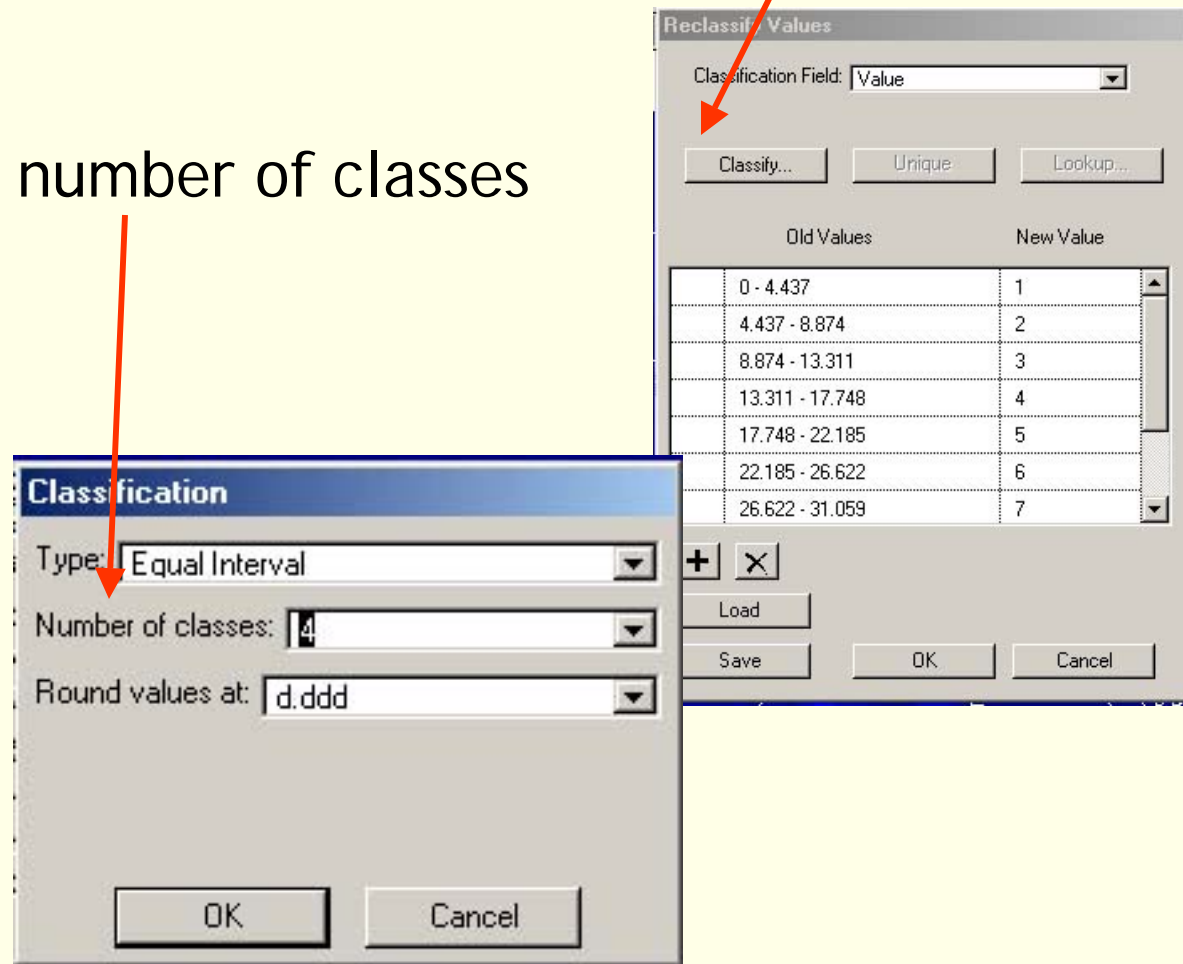 number of classes
Reclassify Values
Classification Field: Value
Classify... Unique Lookup...
Old Values New Value
0 - 4.437 1
4.437 - 8.874 2
8.874 - 13.311 3
13.311 - 17.748 4
17.748 - 22.185 5
22.185 - 26.622 6
26.622 - 31.059 7
Load
Save OK Cancel
Classification
Type: Equal Interval
Number of classes: 4
Round values at: d.ddd
OK Cancel